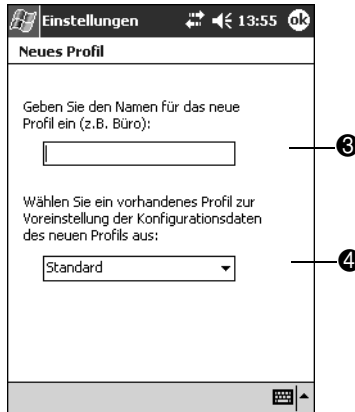 Einstellungen 13:55 ok
Neues Profil
Geben Sie den Namen für das neue
Profil ein (z.B. Büro):
3
Wählen Sie ein vorhandenes Profil zur
Voreinstellung der Konfigurationsdaten
des neuen Profils aus:
Standard
4